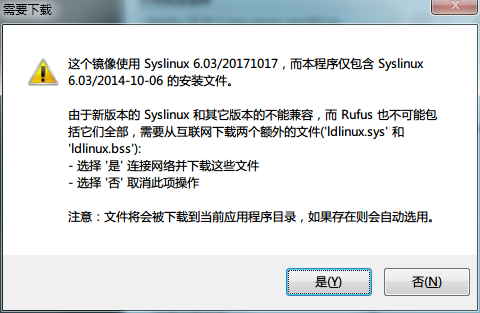 需要下载
这个镜像使用 Syslinux 6.03/20171017，而本程序仅包含 Syslinux
6.03/2014-10-06 的安装文件。
由于新版本的 Syslinux 和其它版本的不能兼容，而 Rufus 也不可能包
括它们全部，需要从互联网下载两个额外的文件('ldlinux.sys' 和
'ldlinux.bss'):
- 选择 '是' 连接网络并下载这些文件
- 选择 '否' 取消此项操作
注意：文件将会被下载到当前应用程序目录，如果存在则会自动选用。
是(Y)
否(N)